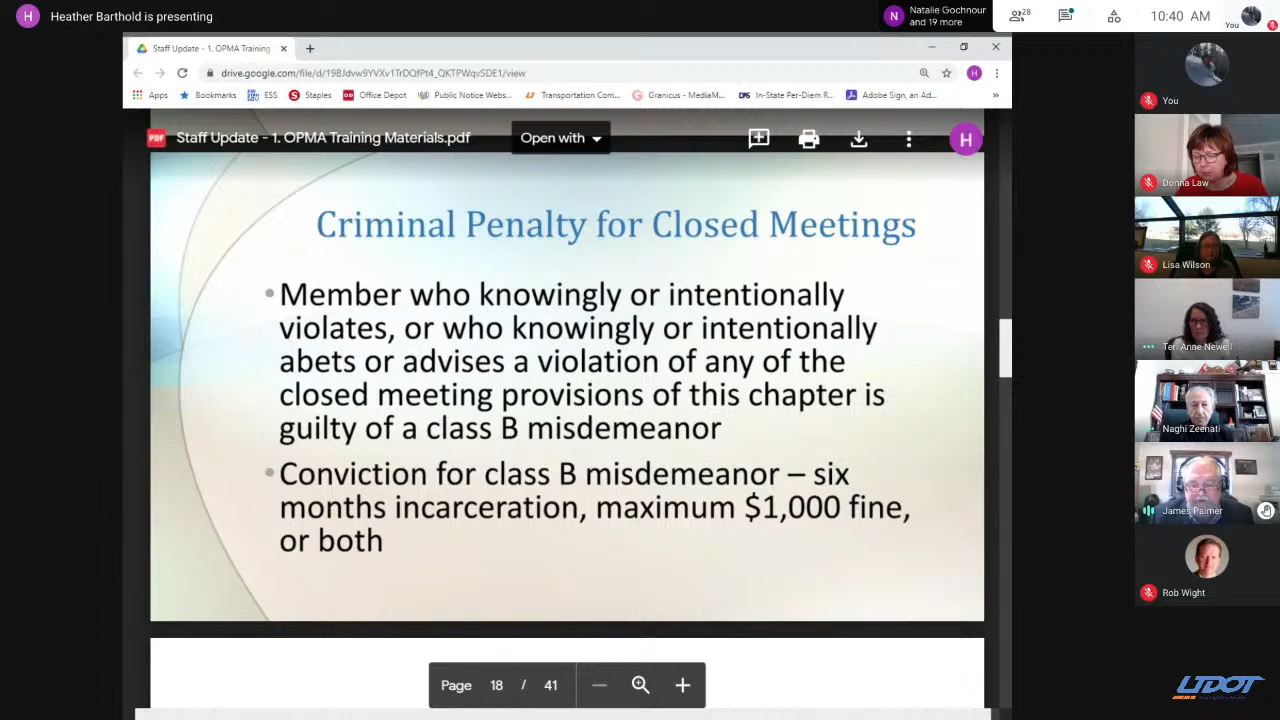 H Heather Barthold is presenting
N Natalie Gochnour
and 19 more
28
10:40 AM
You
Staff Update - 1. OPMA Training
drive.google.com/file/d/19BJdvw9YVXv1TrDQfPt4_QKTPWqvSDE1/view
H
Apps Bookmarks ESS Staples Office Depot Public Notice Webs... Transportation Com... Granicus - MediaM... In-State Per-Diem R... Adobe Sign, an Ad... »
PDF Staff Update - 1. OPMA Training Materials.pdf
Open with
H
Criminal Penalty for Closed Meetings
•Member who knowingly or intentionally
violates, or who knowingly or intentionally
abets or advises a violation of any of the
closed meeting provisions of this chapter is
guilty of a class B misdemeanor
•Conviction for class B misdemeanor – six
months incarceration, maximum $1,000 fine,
or both
Page 18 / 41
You
Donna Law
Lisa Wilson
Teri Anne Newell
Naghi Zeenati
James Palmer
Rob Wight
UDOT